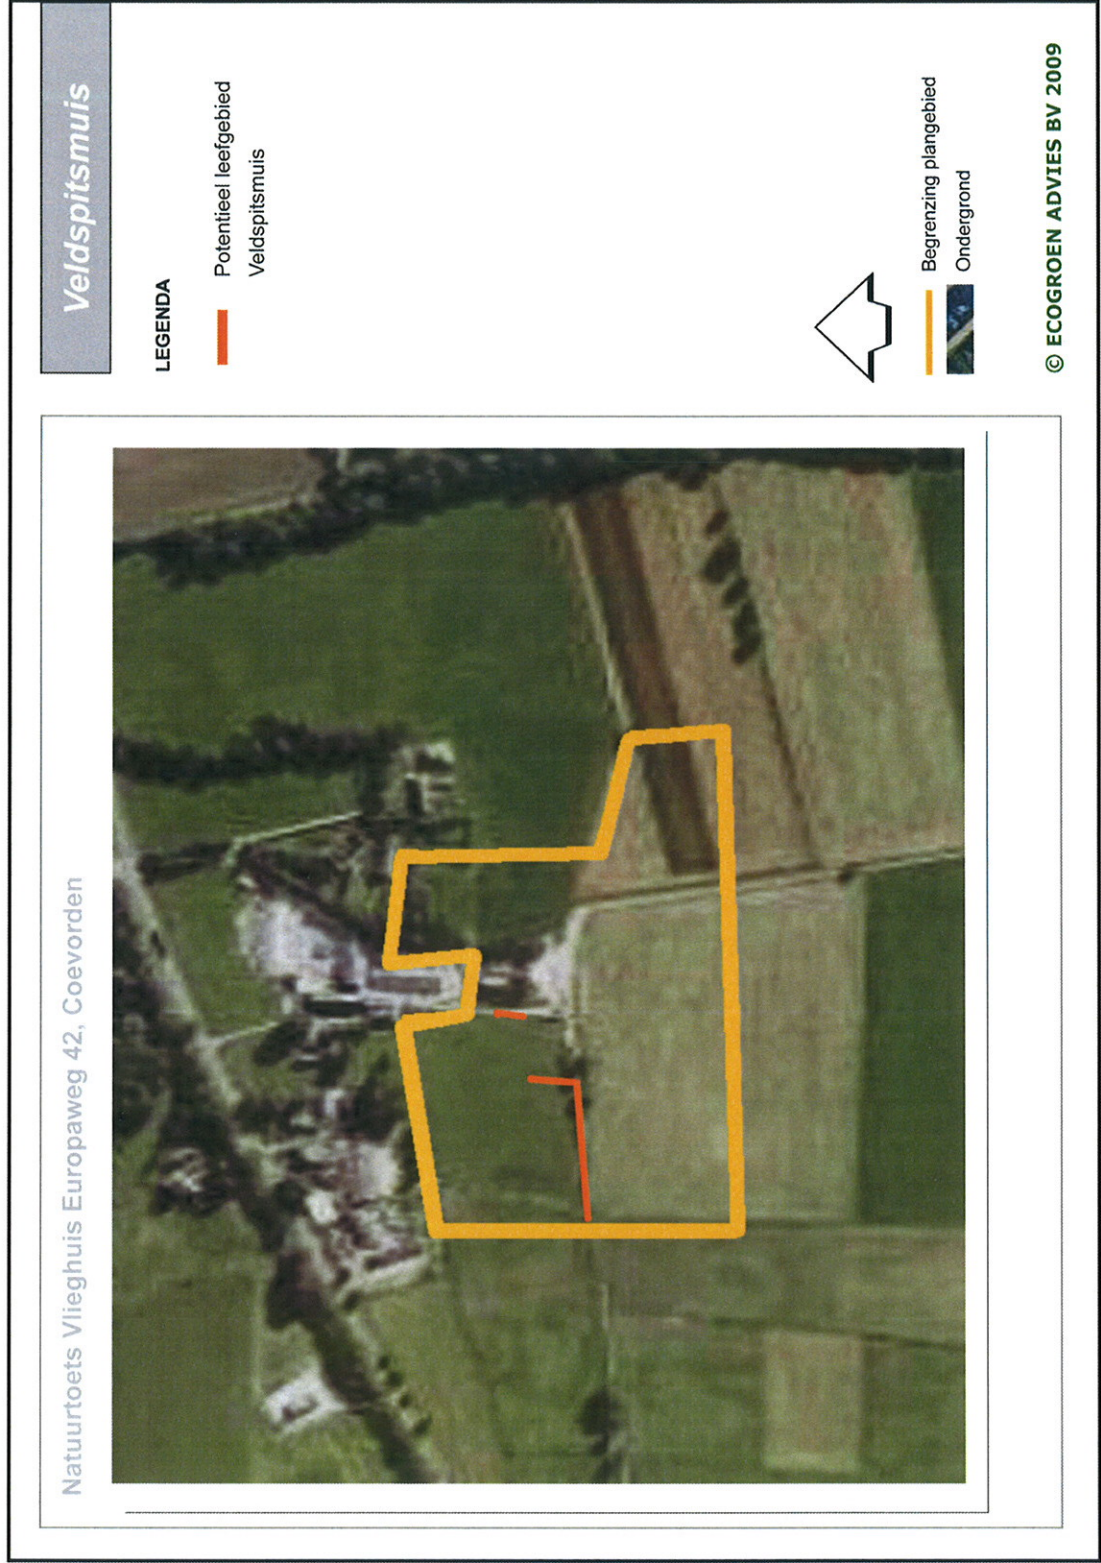 Natuurtoets Vlieghuis Europaweg 42, Coevorden
Veldspitsmuis
LEGENDA
Potentieel leefgebied
Veldspitsmuis
Begrenzing plangebied
Ondergrond
© ECOGROEN ADVIES BV 2009